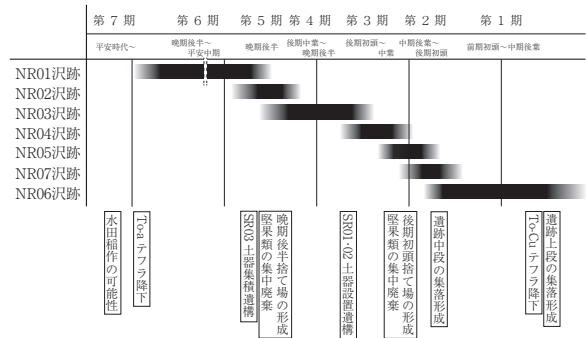 第７期
第６期
第５期
第４期
第３期
第２期
第１期
平安時代～
晩期後半～
平安中期
晩期後半
後期中葉～
晩期後半
後期初頭～
中葉
中期後葉～
後期初頭
前期初頭～中期後葉
NR01沢跡
NR02沢跡
NR03沢跡
NR04沢跡
NR05沢跡
NR07沢跡
NR06沢跡
水田稲作の可能性
To-aテフラ降下
SR03土器集積遺構
晩期後半捨て場の形成
堅果類の集中廃棄
SR01・02土器設置遺構
後期初頭捨て場の形成
堅果類の集中廃棄
遺跡中段の集落形成
To-Cuテフラ降下
遺跡上段の集落形成